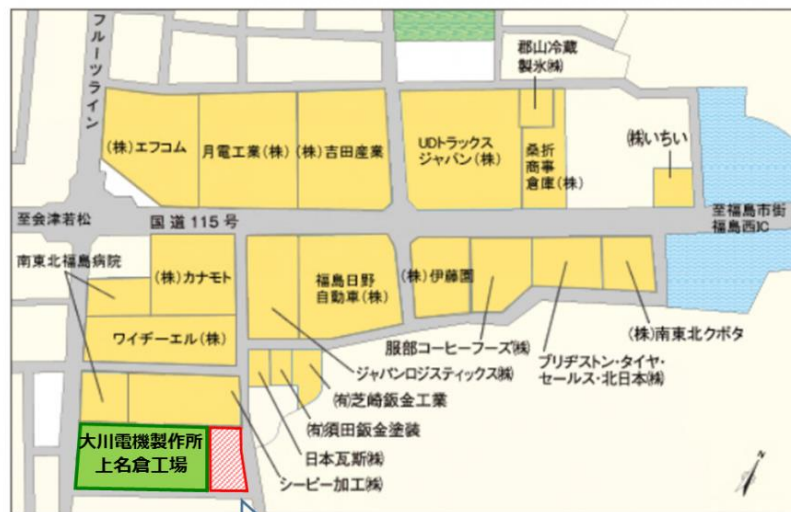 フルーツライン
郡山冷蔵
製氷㈱
(株)エフコム
月電工業(株)
(株)吉田産業
UDトラックス
ジャパン(株)
桑折
商事
倉庫(株)
㈱いちい
至会津若松
国道115号
至福島市街
福島西IC
南東北福島病院
(株)カナモト
福島日野
自動車(株)
(株)伊藤園
ワイヂーエル(株)
服部コーヒーフーズ㈱
(株)南東北クボタ
ブリヂストン・タイヤ・
セールス・北日本㈱
ジャパンロジスティックス㈱
㈲芝崎鈑金工業
㈲須田鈑金塗装
日本瓦斯㈱
シーピー加工㈱
大川電機製作所
上名倉工場
N